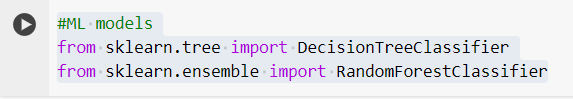 #ML models
from sklearn.tree import DecisionTreeClassifier
from sklearn.ensemble import RandomForestClassifier